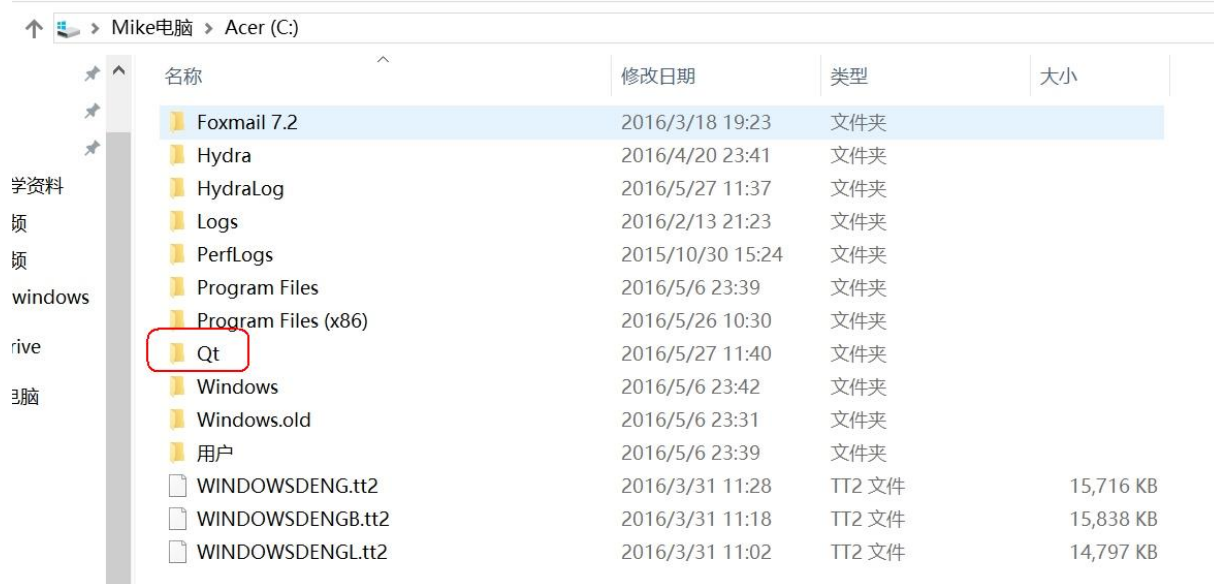 Mike电脑 > Acer (C:)
名称 修改日期 类型 大小
Foxmail 7.2 2016/3/18 19:23 文件夹
Hydra 2016/4/20 23:41 文件夹
学资料 HydraLog 2016/5/27 11:37 文件夹
频 Logs 2016/2/13 21:23 文件夹
频 PerfLogs 2015/10/30 15:24 文件夹
windows Program Files 2016/5/6 23:39 文件夹
Program Files (x86) 2016/5/26 10:30 文件夹
rive Qt 2016/5/27 11:40 文件夹
电脑 Windows 2016/5/6 23:42 文件夹
Windows.old 2016/5/6 23:31 文件夹
用户 2016/5/6 23:39 文件夹
WINDOWSDENG.tt2 2016/3/31 11:28 TT2 文件 15,716 KB
WINDOWSDENGB.tt2 2016/3/31 11:18 TT2 文件 15,838 KB
WINDOWSDENGL.tt2 2016/3/31 11:02 TT2 文件 14,797 KB